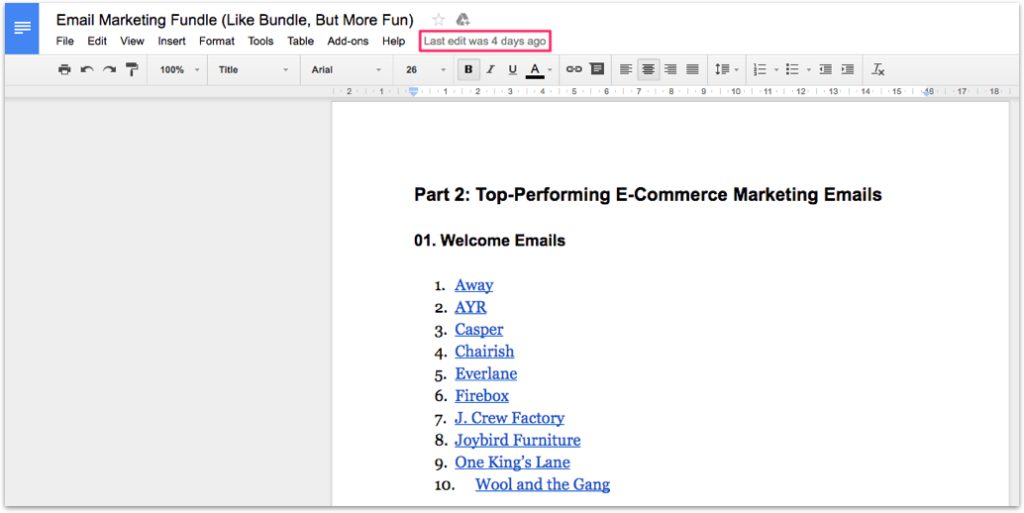 Email Marketing Fundle (Like Bundle, But More Fun)
File Edit View Insert Format Tools Table Add-ons Help Last edit was 4 days ago
100% Title Arial 26 B I U A
2 1 1 2 3 4 5 6 7 8 9 10 11 12 13 14 15 16 17 18
Part 2: Top-Performing E-Commerce Marketing Emails
01. Welcome Emails
1. Away
2. AYR
3. Casper
4. Chairish
5. Everlane
6. Firebox
7. J. Crew Factory
8. Joybird Furniture
9. One King’s Lane
10. Wool and the Gang